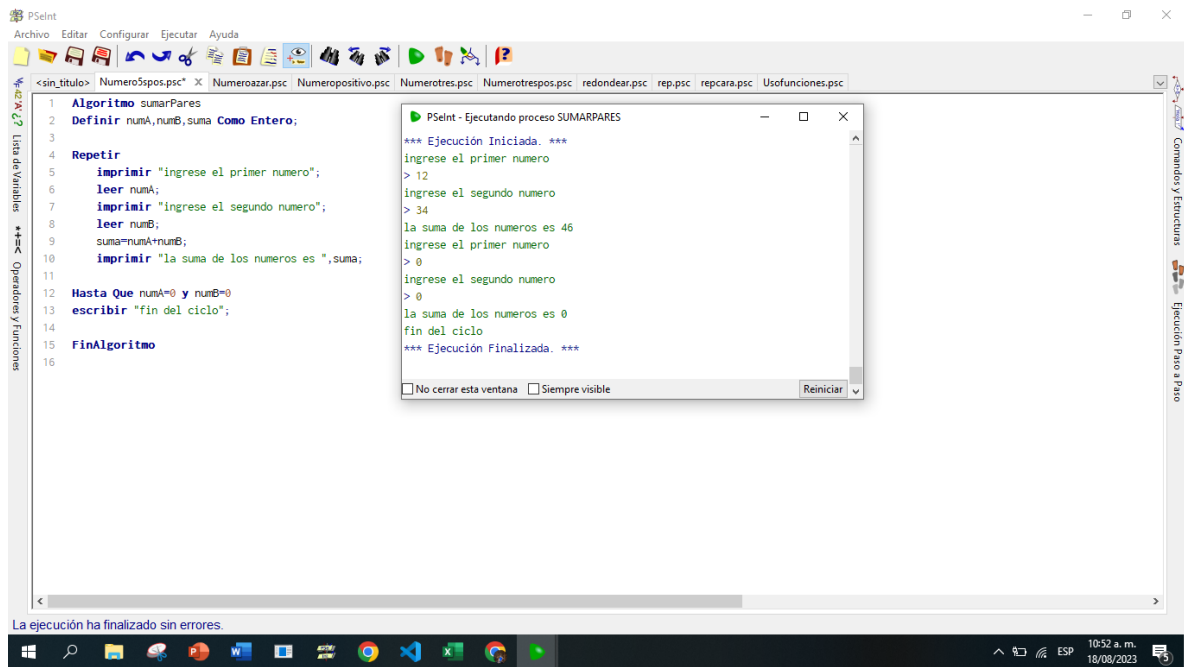 PSeInt
Archivo Editar Configurar Ejecutar Ayuda
<sin_titulo> Numero5spos.psc* X Numeroazar.psc Numeropositivo.psc Numerotres.psc Numerotrespos.psc redondear.psc rep.psc repcara.psc Usofunciones.psc
*+=< Operadores y Funciones
42 'A' ¿? Lista de Variables
1 Algoritmo sumarPares
2 Definir numA,numB,suma Como Entero;
3
4 Repetir
5 imprimir "ingrese el primer numero";
6 leer numA;
7 imprimir "ingrese el segundo numero";
8 leer numB;
9 suma=numA+numB;
10 imprimir "la suma de los numeros es ",suma;
11
12 Hasta Que numA=0 y numB=0
13 escribir "fin del ciclo";
14
15 FinAlgoritmo
16
PSeInt - Ejecutando proceso SUMARPARES
*** Ejecución Iniciada. ***
ingrese el primer numero
> 12
ingrese el segundo numero
> 34
la suma de los numeros es 46
ingrese el primer numero
> 0
ingrese el segundo numero
> 0
la suma de los numeros es 0
fin del ciclo
*** Ejecución Finalizada. ***
No cerrar esta ventana Siempre visible Reiniciar
Comandos y Estructuras
Ejecución Paso a Paso
La ejecución ha finalizado sin errores.
ESP
10:52 a. m.
18/08/2023
5